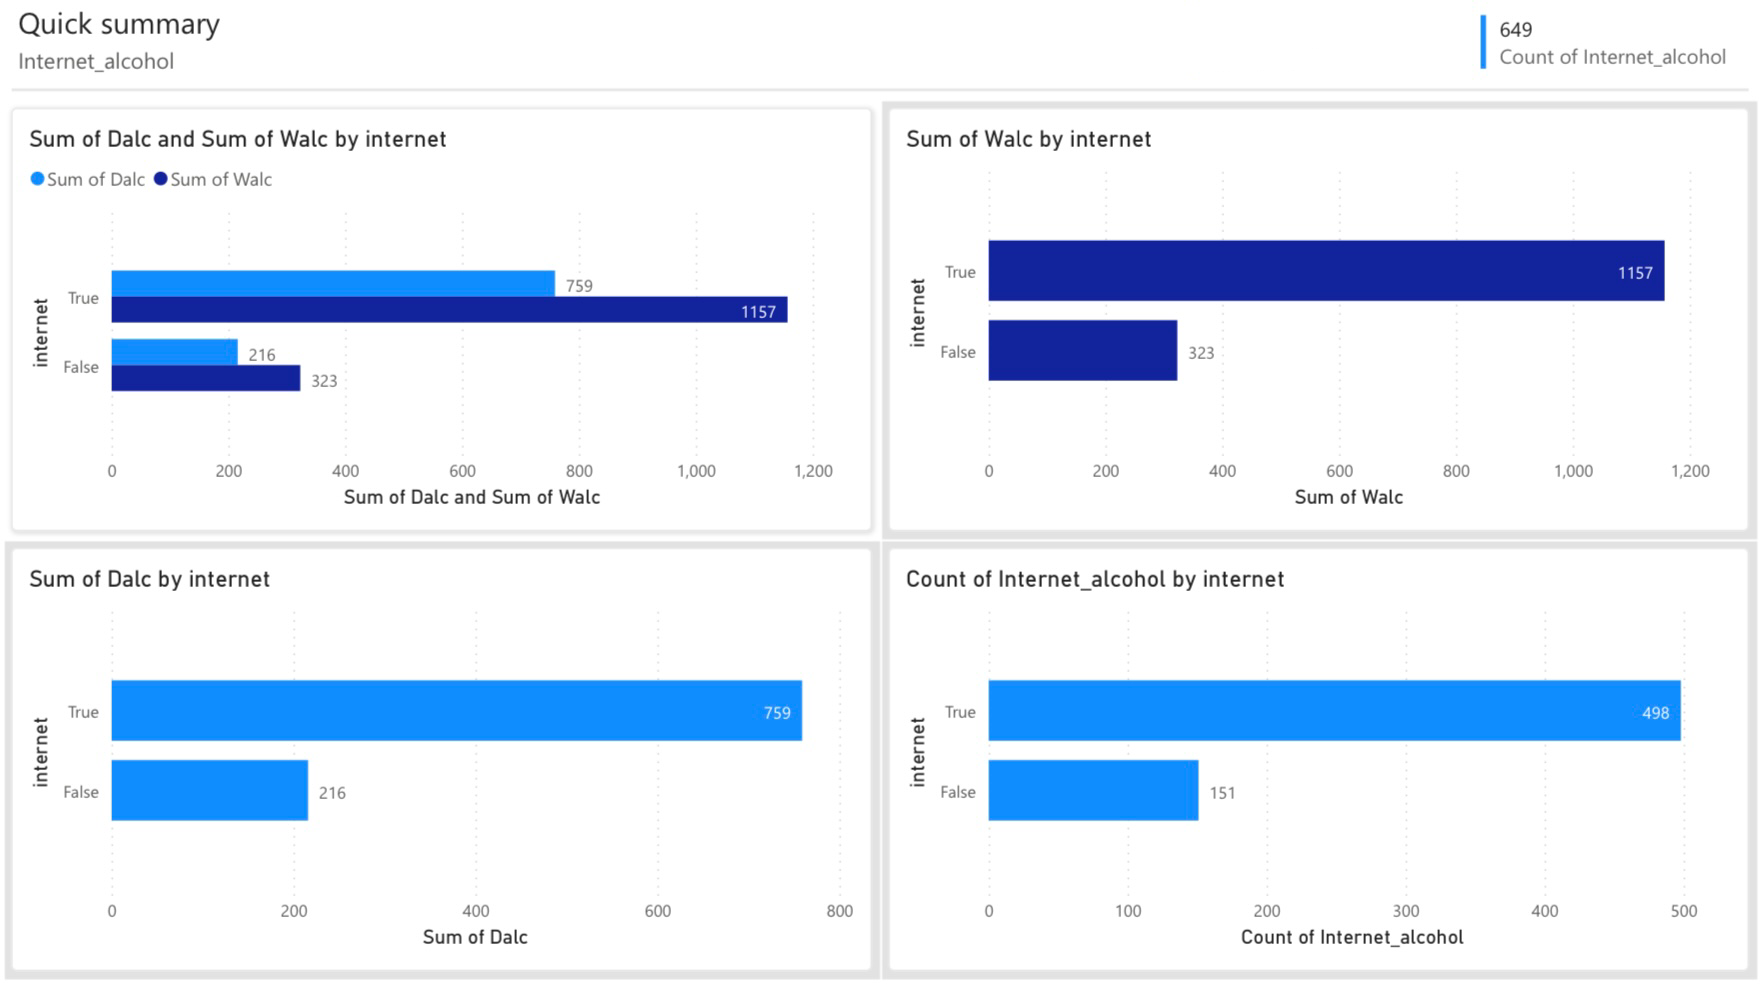 Quick summary
Internet_alcohol
649
Count of Internet_alcohol
Sum of Dalc and Sum of Walc by internet
Sum of Dalc Sum of Walc
internet
True
759
1157
False
216
323
0 200 400 600 800 1,000 1,200
Sum of Dalc and Sum of Walc
Sum of Walc by internet
internet
True
1157
False
323
0 200 400 600 800 1,000 1,200
Sum of Walc
Sum of Dalc by internet
internet
True
759
False
216
0 200 400 600 800
Sum of Dalc
Count of Internet_alcohol by internet
internet
True
498
False
151
0 100 200 300 400 500
Count of Internet_alcohol